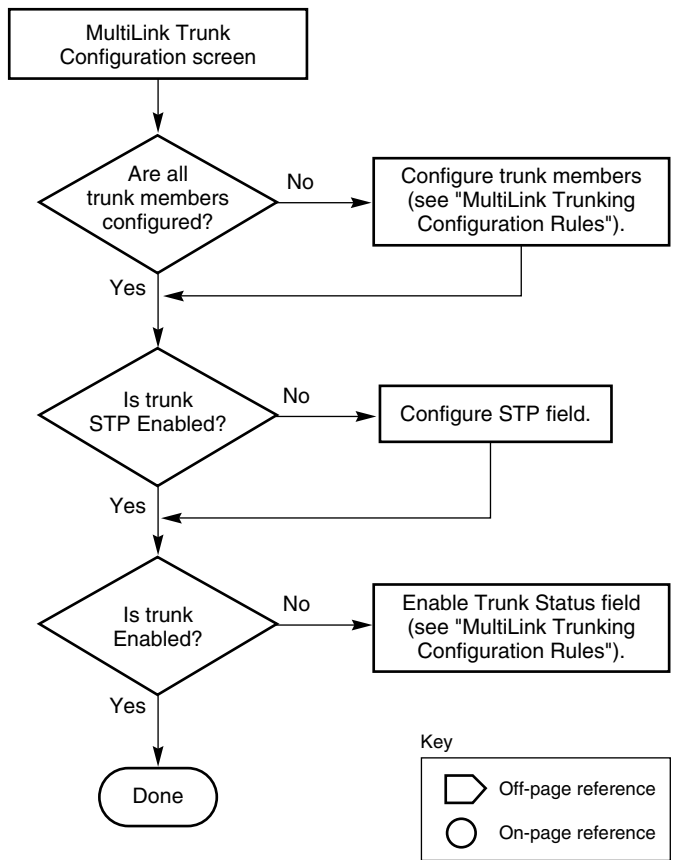 MultiLink Trunk
Configuration screen
Are all
trunk members
configured?
No
Configure trunk members
(see "MultiLink Trunking
Configuration Rules").
Yes
Is trunk
STP Enabled?
No
Configure STP field.
Yes
Is trunk
Enabled?
No
Enable Trunk Status field
(see "MultiLink Trunking
Configuration Rules").
Yes
Done
Key
Off-page reference
On-page reference